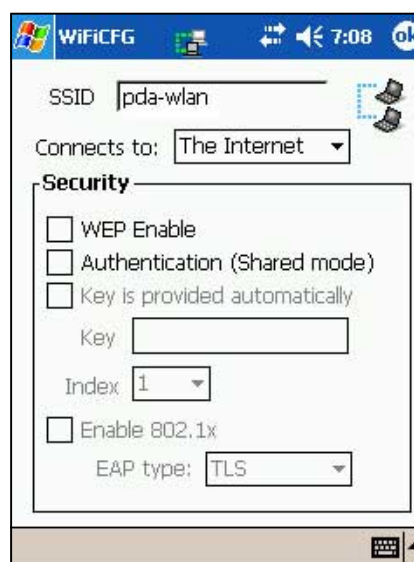 WiFiCFG 7:08 ok
SSID pda-wlan
Connects to: The Internet
Security
WEP Enable
Authentication (Shared mode)
Key is provided automatically
Key
Index 1
Enable 802.1x
EAP type: TLS